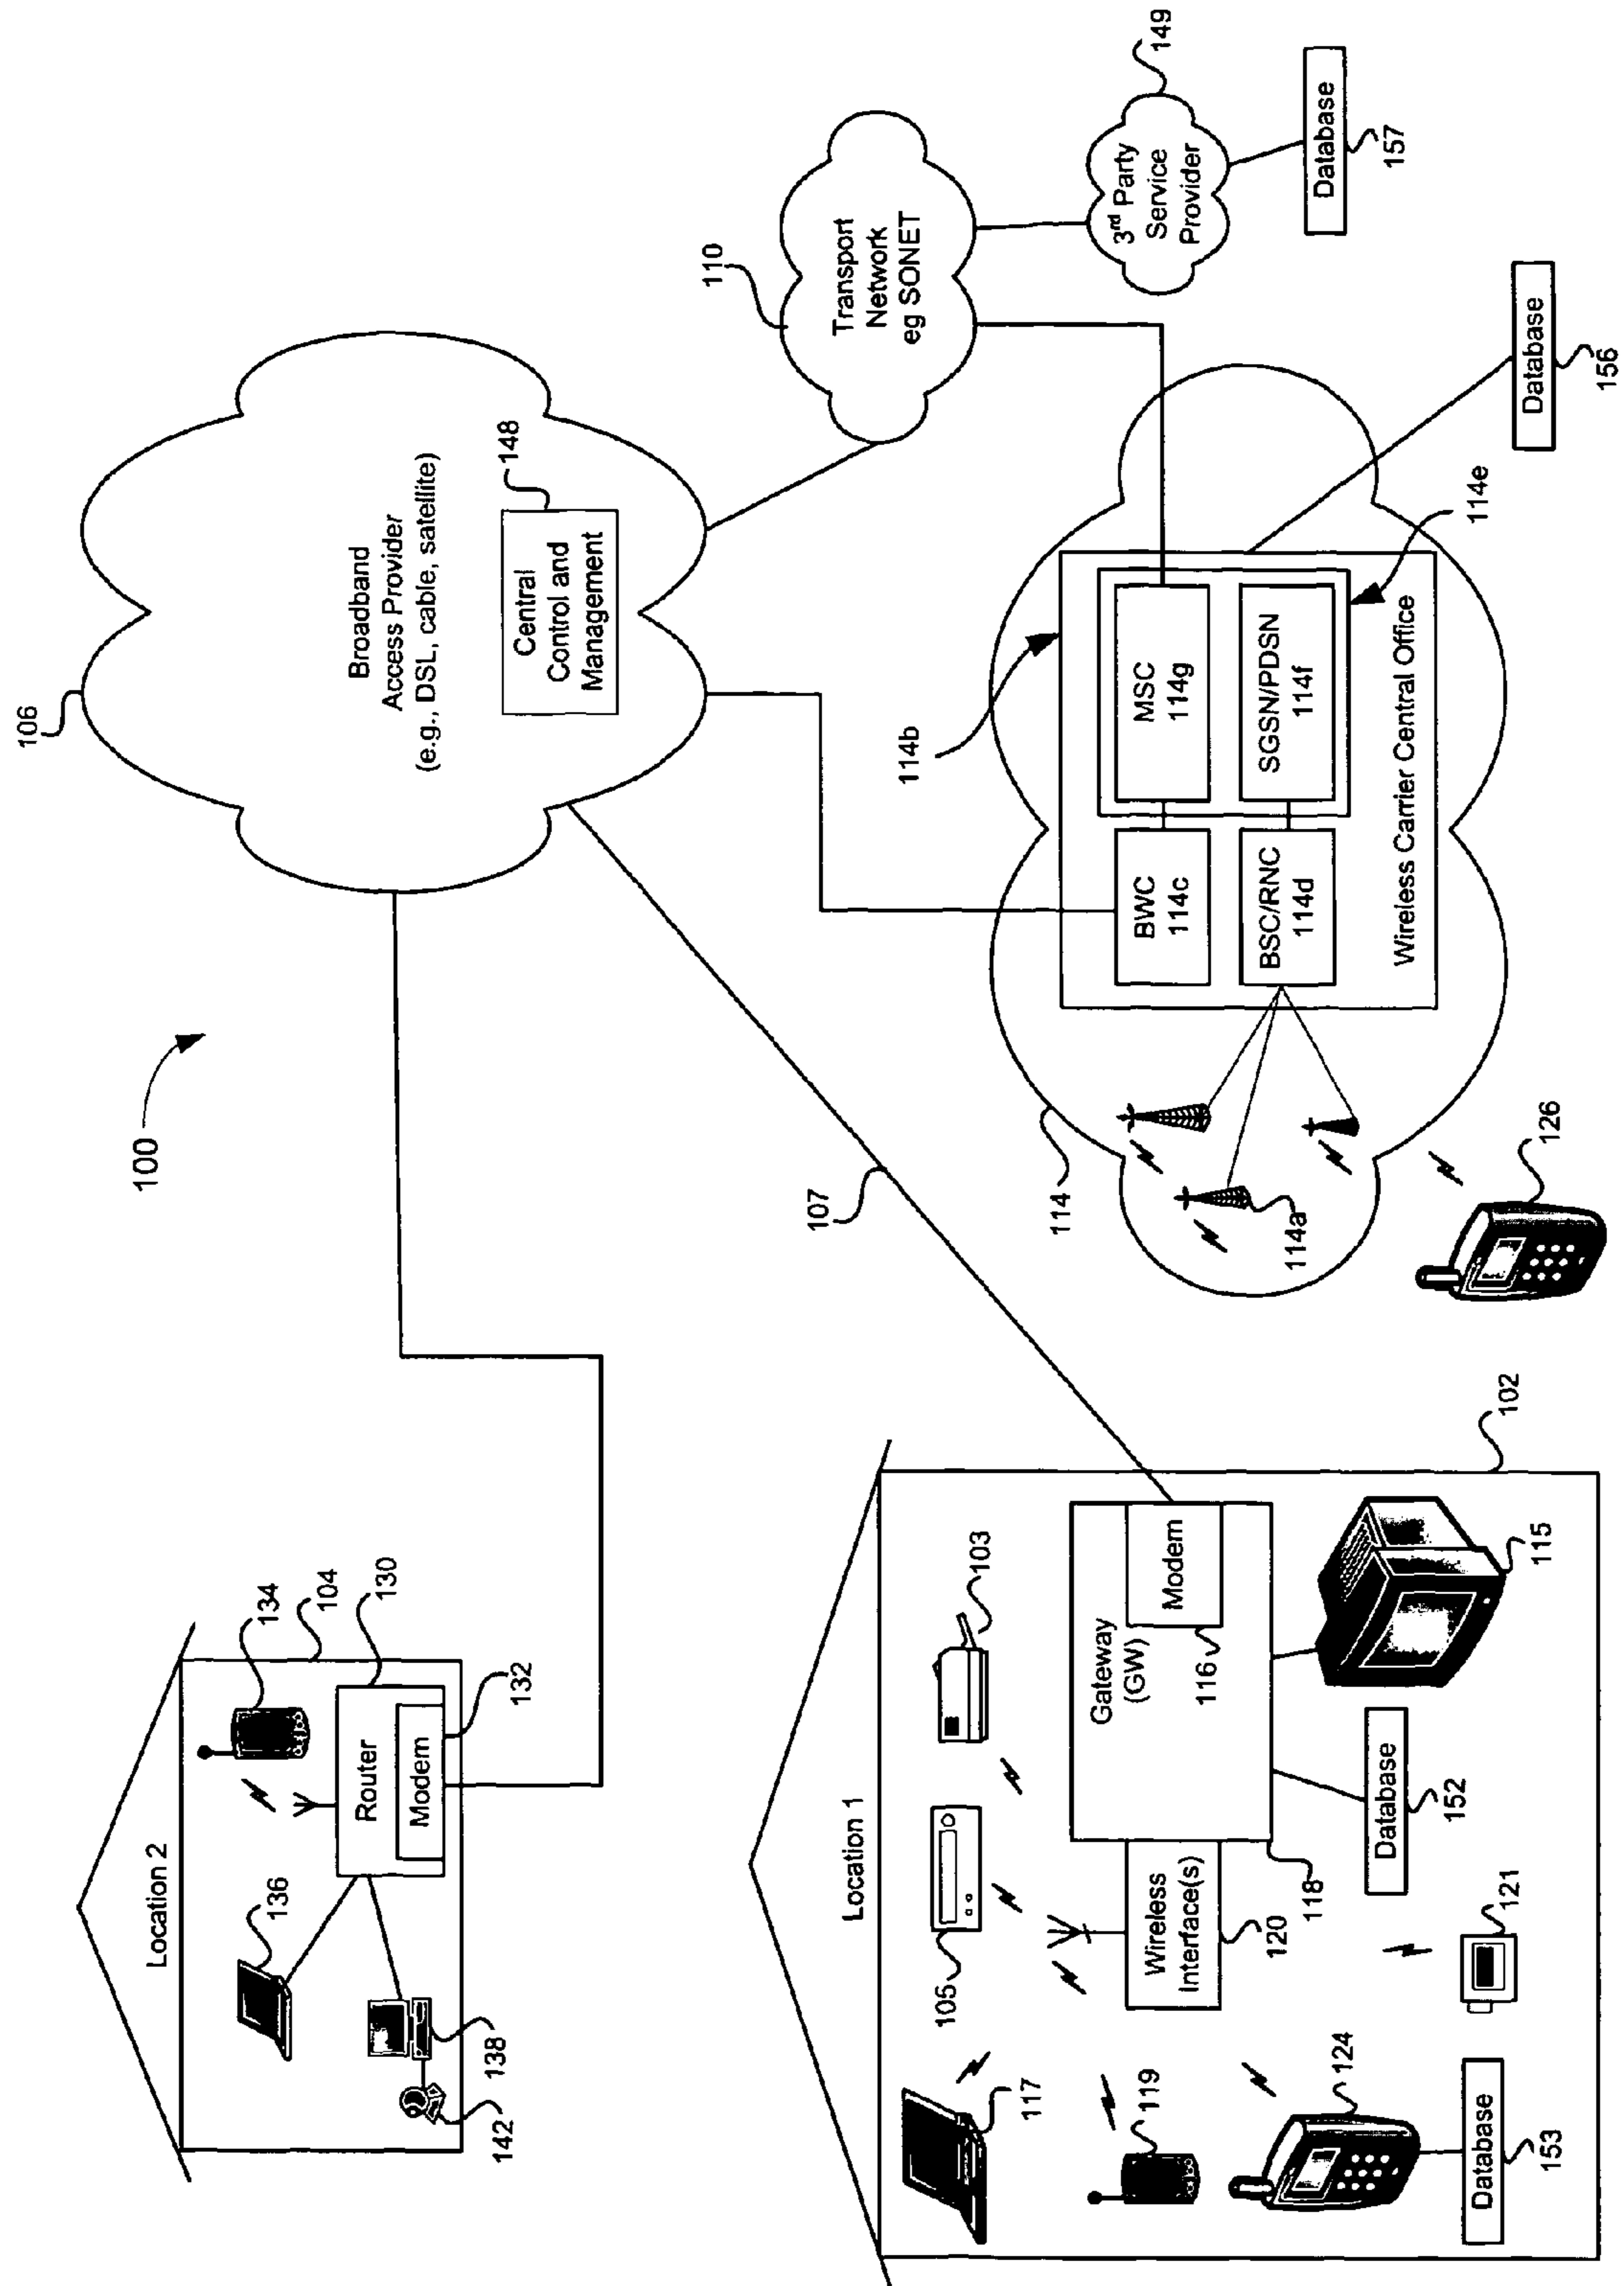 100
106
Broadband
Access Provider
(e.g., DSL, cable, satellite)
Central
Control and
Management
148
Location 2
136
138
142
Router
Modem
134
104
130
132
107
110
Transport
Network
eg SONET
3rd Party
Service
Provider
149
Database
157
114
114a
114b
BWC
114c
MSC
114g
BSC/RNC
114d
SGSN/PDSN
114f
Wireless Carrier Central Office
114e
Database
156
126
Location 1
117
105
103
119
Wireless
Interface(s)
120
Gateway
(GW)
Modem
116
118
124
Database
153
121
Database
152
115
102